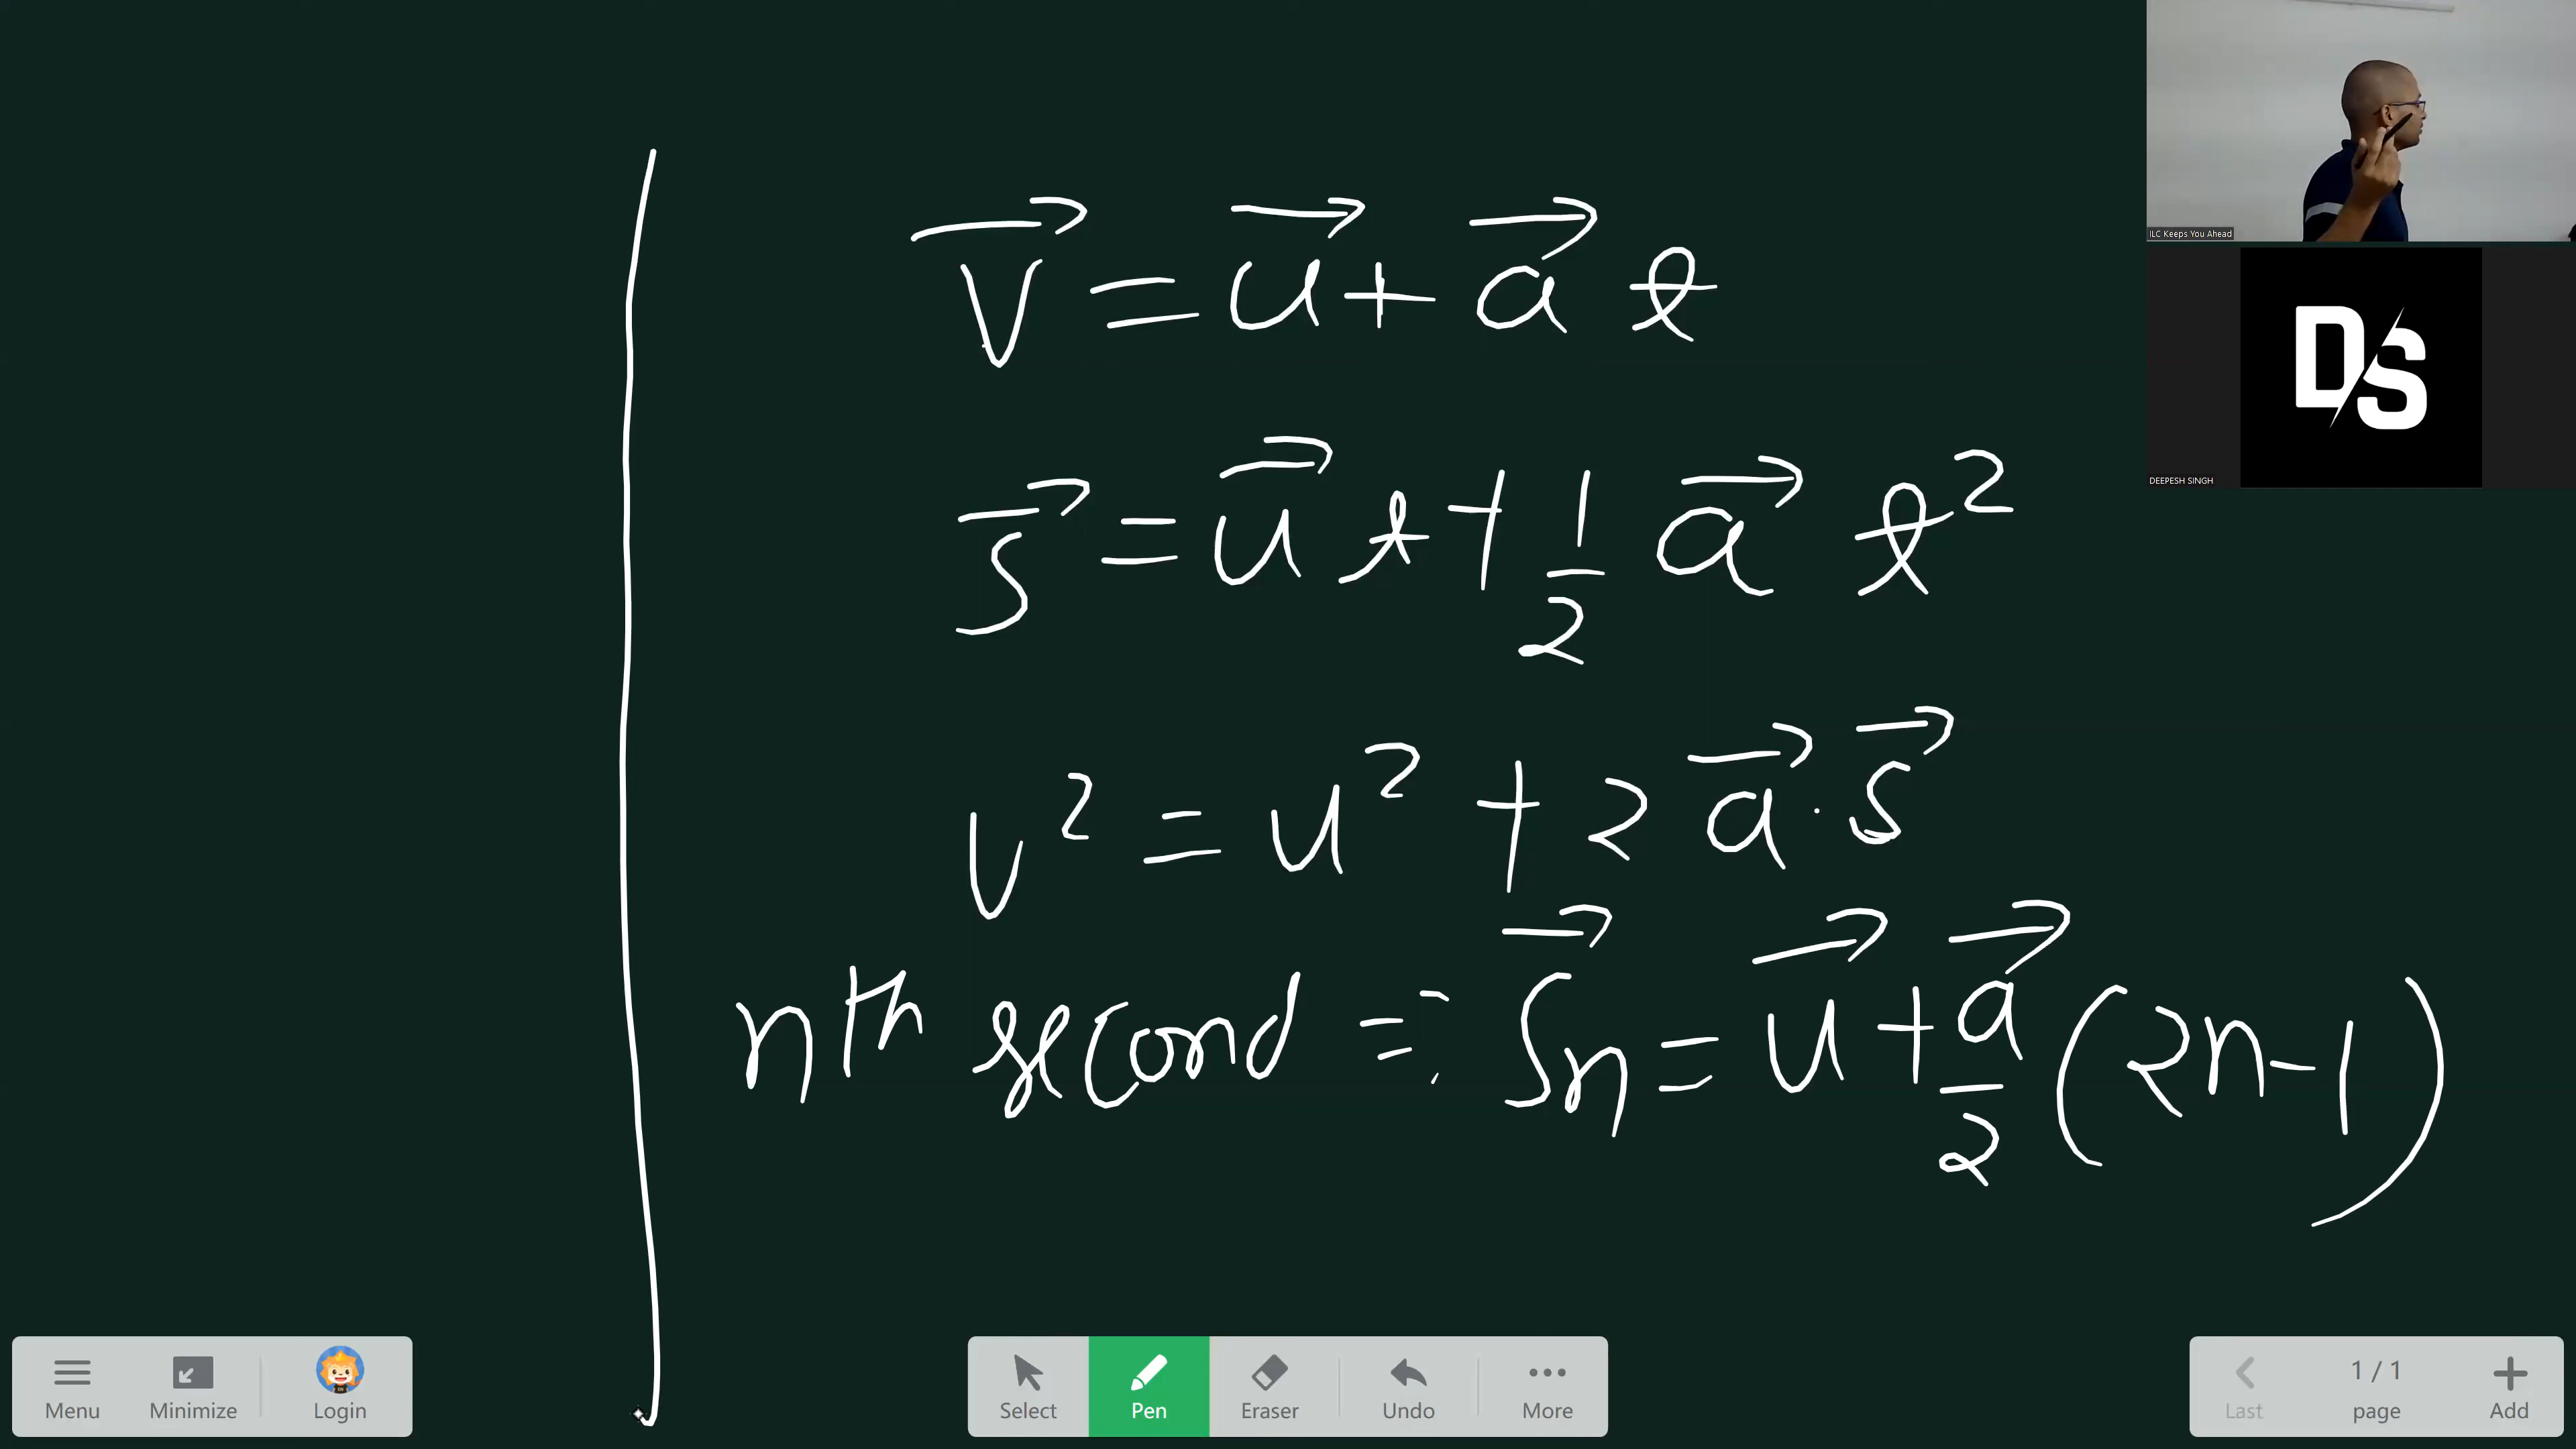 v⃗ = u⃗ + a⃗ t
s⃗ = u⃗ t + 1/2 a⃗ t²
v² = u² + 2 a⃗ · s⃗
nth second ⇒ S⃗n = u⃗ + a⃗/2 (2n-1)
ILC Keeps You Ahead
DS
DEEPESH SINGH
Menu
Minimize
Login
Select
Pen
Eraser
Undo
More
Last
1 / 1
page
Add